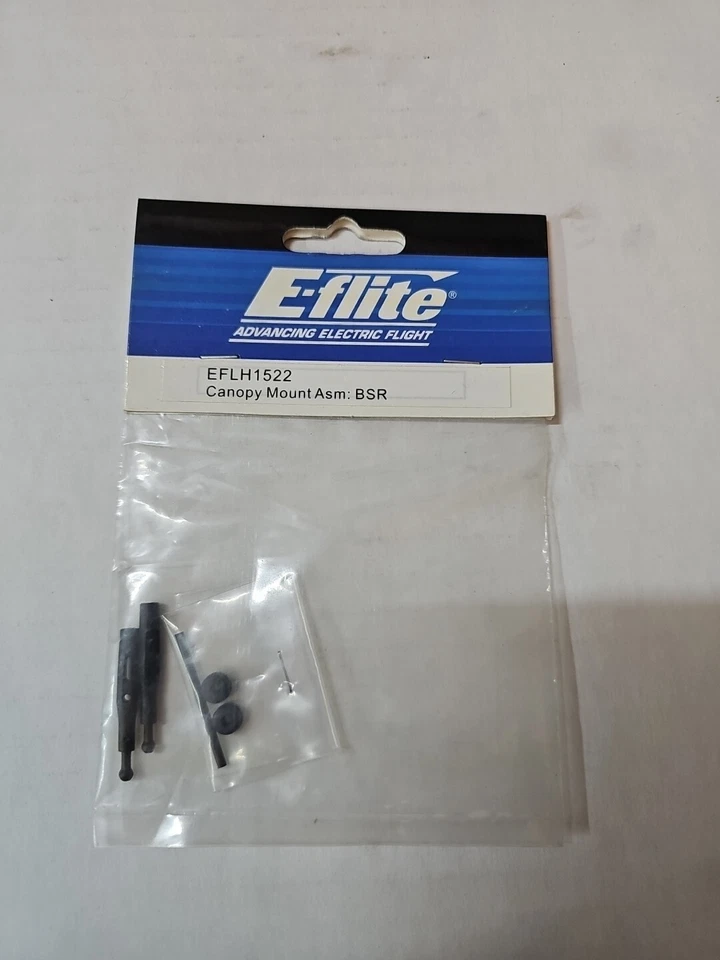 E-flite®
ADVANCING ELECTRIC FLIGHT
EFLH1522
Canopy Mount Asm: BSR